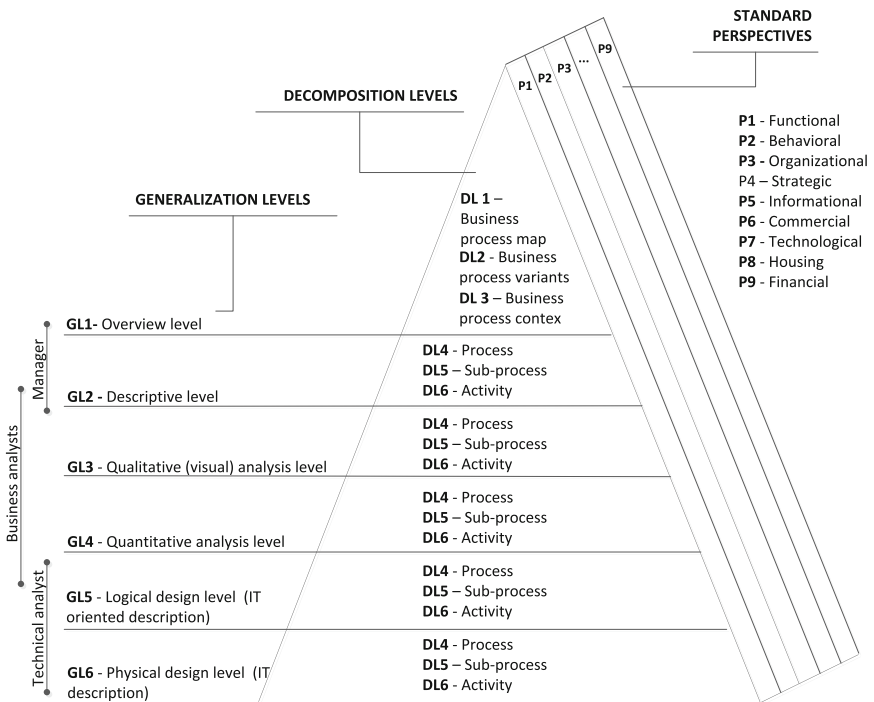 STANDARD
PERSPECTIVES
P1
P2
P3
...
P9
DECOMPOSITION LEVELS
GENERALIZATION LEVELS
P1 - Functional
P2 - Behavioral
P3 - Organizational
P4 – Strategic
P5 - Informational
P6 - Commercial
P7 - Technological
P8 - Housing
P9 - Financial
DL 1 –
Business
process map
DL2 - Business
process variants
DL 3 – Business
process contex
GL1- Overview level
Manager
DL4 - Process
DL5 – Sub-process
DL6 - Activity
GL2 - Descriptive level
Business analysts
DL4 - Process
DL5 – Sub-process
DL6 - Activity
GL3 - Qualitative (visual) analysis level
DL4 - Process
DL5 – Sub-process
DL6 - Activity
GL4 - Quantitative analysis level
Technical analyst
DL4 - Process
DL5 – Sub-process
DL6 - Activity
GL5 - Logical design level (IT
oriented description)
DL4 - Process
DL5 – Sub-process
DL6 - Activity
GL6 - Physical design level (IT
description)